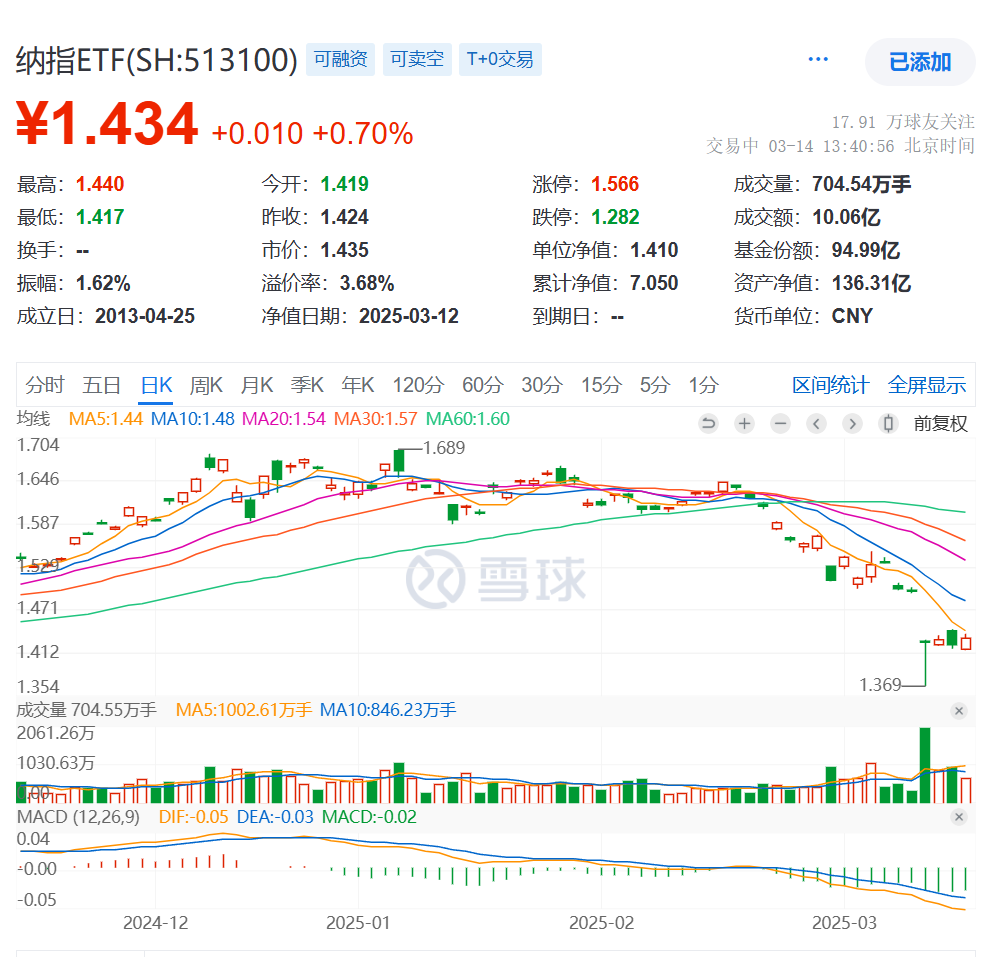 纳指ETF(SH:513100) 可融资 可卖空 T+0交易 ··· 已添加
¥1.434 +0.010 +0.70%
17.91 万球友关注
交易中 03-14 13:40:56 北京时间
最高：1.440 今开：1.419 涨停：1.566 成交量：704.54万手
最低：1.417 昨收：1.424 跌停：1.282 成交额：10.06亿
换手：-- 市价：1.435 单位净值：1.410 基金份额：94.99亿
振幅：1.62% 溢价率：3.68% 累计净值：7.050 资产净值：136.31亿
成立日：2013-04-25 净值日期：2025-03-12 到期日：-- 货币单位：CNY
分时 五日 日K 周K 月K 季K 年K 120分 60分 30分 15分 5分 1分 区间统计 全屏显示
均线 MA5:1.44 MA10:1.48 MA20:1.54 MA30:1.57 MA60:1.60 前复权
1.704
1.689
1.646
1.587
1.529
雪球
1.471
1.412
1.354
1.369
成交量 704.55万手 MA5:1002.61万手 MA10:846.23万手
2061.26万
1030.63万
0.00
MACD (12,26,9) DIF:-0.05 DEA:-0.03 MACD:-0.02
0.04
-0.00
-0.05
2024-12 2025-01 2025-02 2025-03